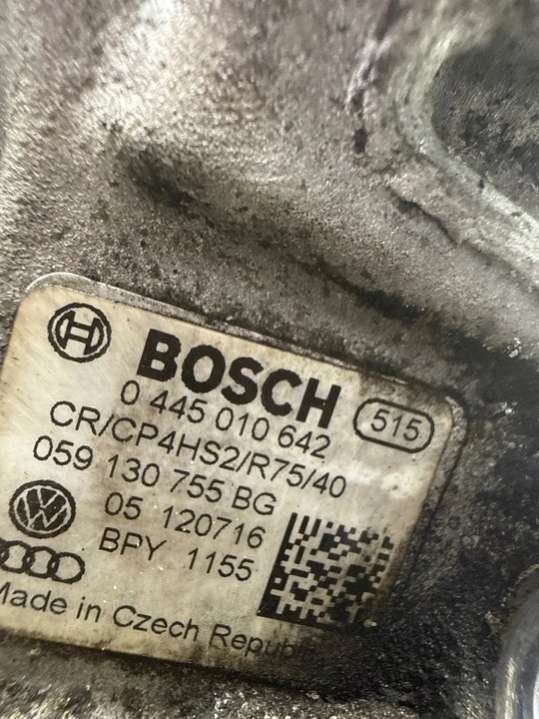 BOSCH
0 445 010 642
515
CR/CP4HS2/R75/40
059 130 755 BG
05 120716
BPY 1155
Made in Czech Republic